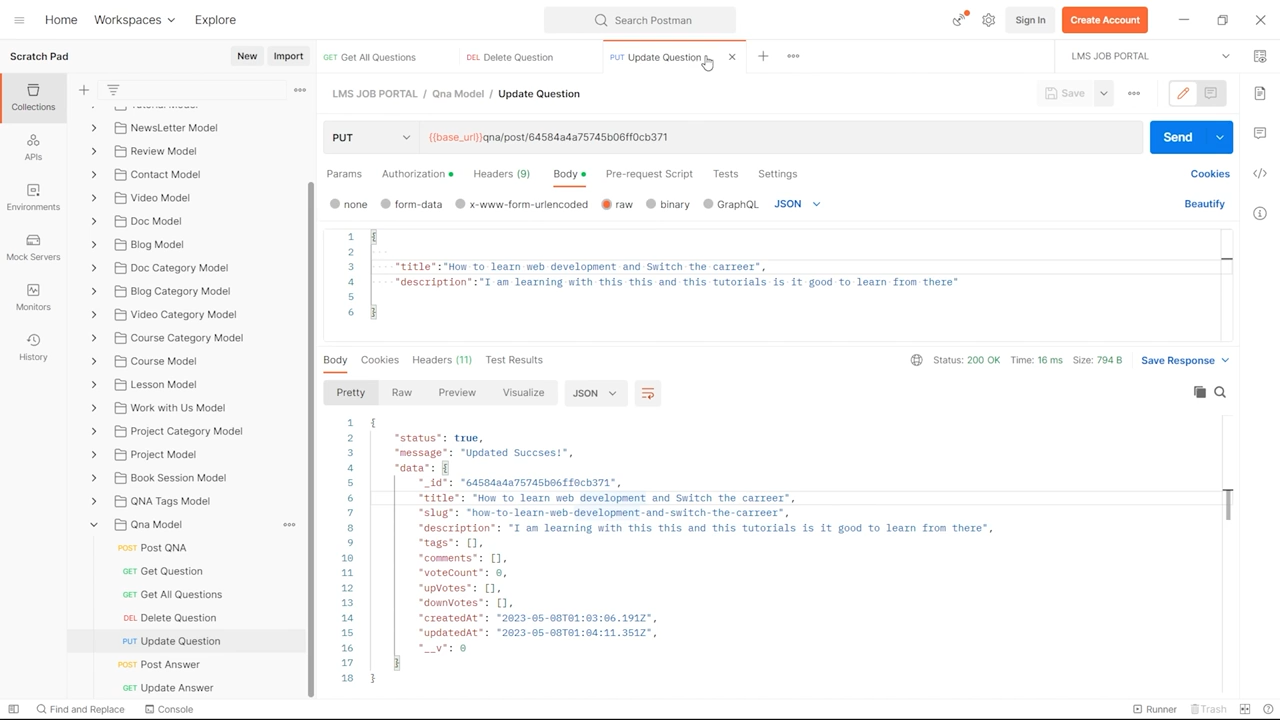 Home Workspaces Explore Search Postman Sign In Create Account
Scratch Pad New Import GET Get All Questions DEL Delete Question PUT Update Question LMS JOB PORTAL
Collections
APIs
Environments
Mock Servers
Monitors
History
NewsLetter Model
Review Model
Contact Model
Video Model
Doc Model
Blog Model
Doc Category Model
Blog Category Model
Video Category Model
Course Category Model
Course Model
Lesson Model
Work with Us Model
Project Category Model
Project Model
Book Session Model
QNA Tags Model
Qna Model
POST Post QNA
GET Get Question
GET Get All Questions
DEL Delete Question
PUT Update Question
POST Post Answer
GET Update Answer
LMS JOB PORTAL / Qna Model / Update Question Save
PUT {{base_url}}qna/post/64584a4a75745b06ff0cb371 Send
Params Authorization Headers (9) Body Pre-request Script Tests Settings Cookies
none form-data x-www-form-urlencoded raw binary GraphQL JSON Beautify
1 {
2
3 "title":"How to learn web development and Switch the carreer",
4 "description":"I am learning with this this and this tutorials is it good to learn from there"
5
6 }
Body Cookies Headers (11) Test Results Status: 200 OK Time: 16 ms Size: 794 B Save Response
Pretty Raw Preview Visualize JSON
1 {
2 "status": true,
3 "message": "Updated Succses!",
4 "data": {
5 "_id": "64584a4a75745b06ff0cb371",
6 "title": "How to learn web development and Switch the carreer",
7 "slug": "how-to-learn-web-development-and-switch-the-carreer",
8 "description": "I am learning with this this and this tutorials is it good to learn from there",
9 "tags": [],
10 "comments": [],
11 "voteCount": 0,
12 "upVotes": [],
13 "downVotes": [],
14 "createdAt": "2023-05-08T01:03:06.191Z",
15 "updatedAt": "2023-05-08T01:04:11.351Z",
16 "__v": 0
17 }
18 }
Find and Replace Console Runner Trash